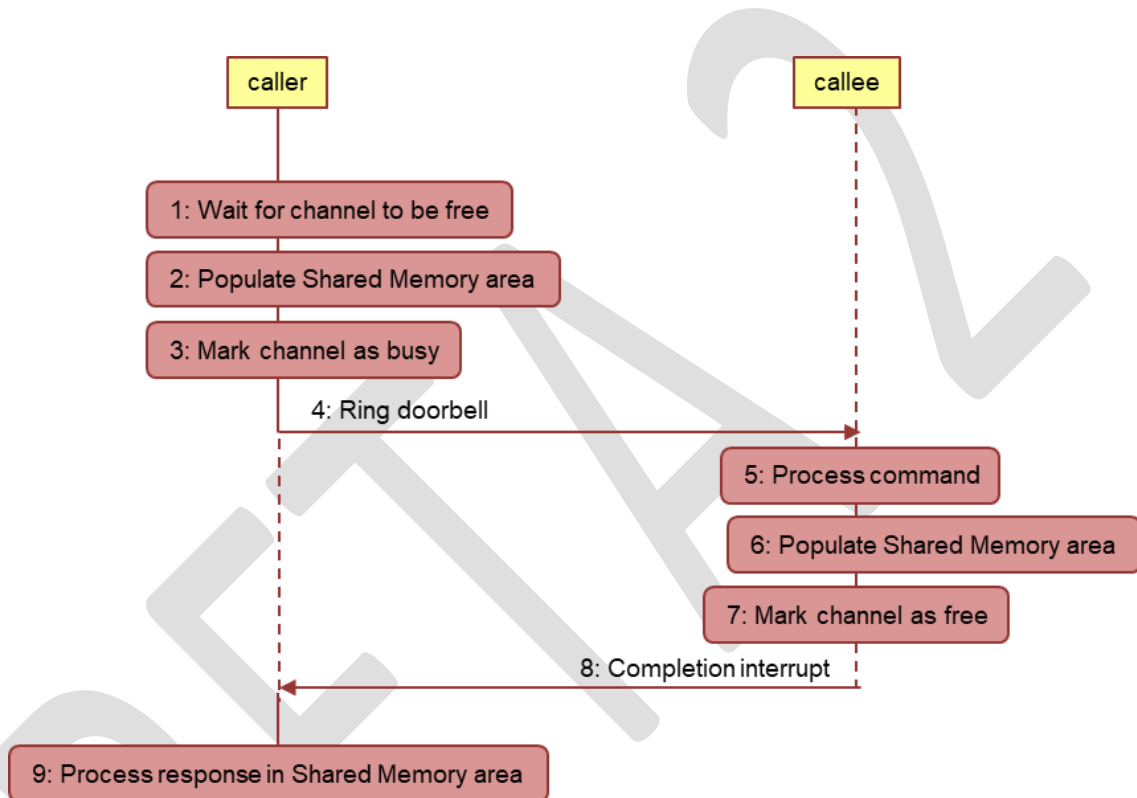 caller
callee
1: Wait for channel to be free
2: Populate Shared Memory area
3: Mark channel as busy
4: Ring doorbell
5: Process command
6: Populate Shared Memory area
7: Mark channel as free
8: Completion interrupt
9: Process response in Shared Memory area
BETA 2